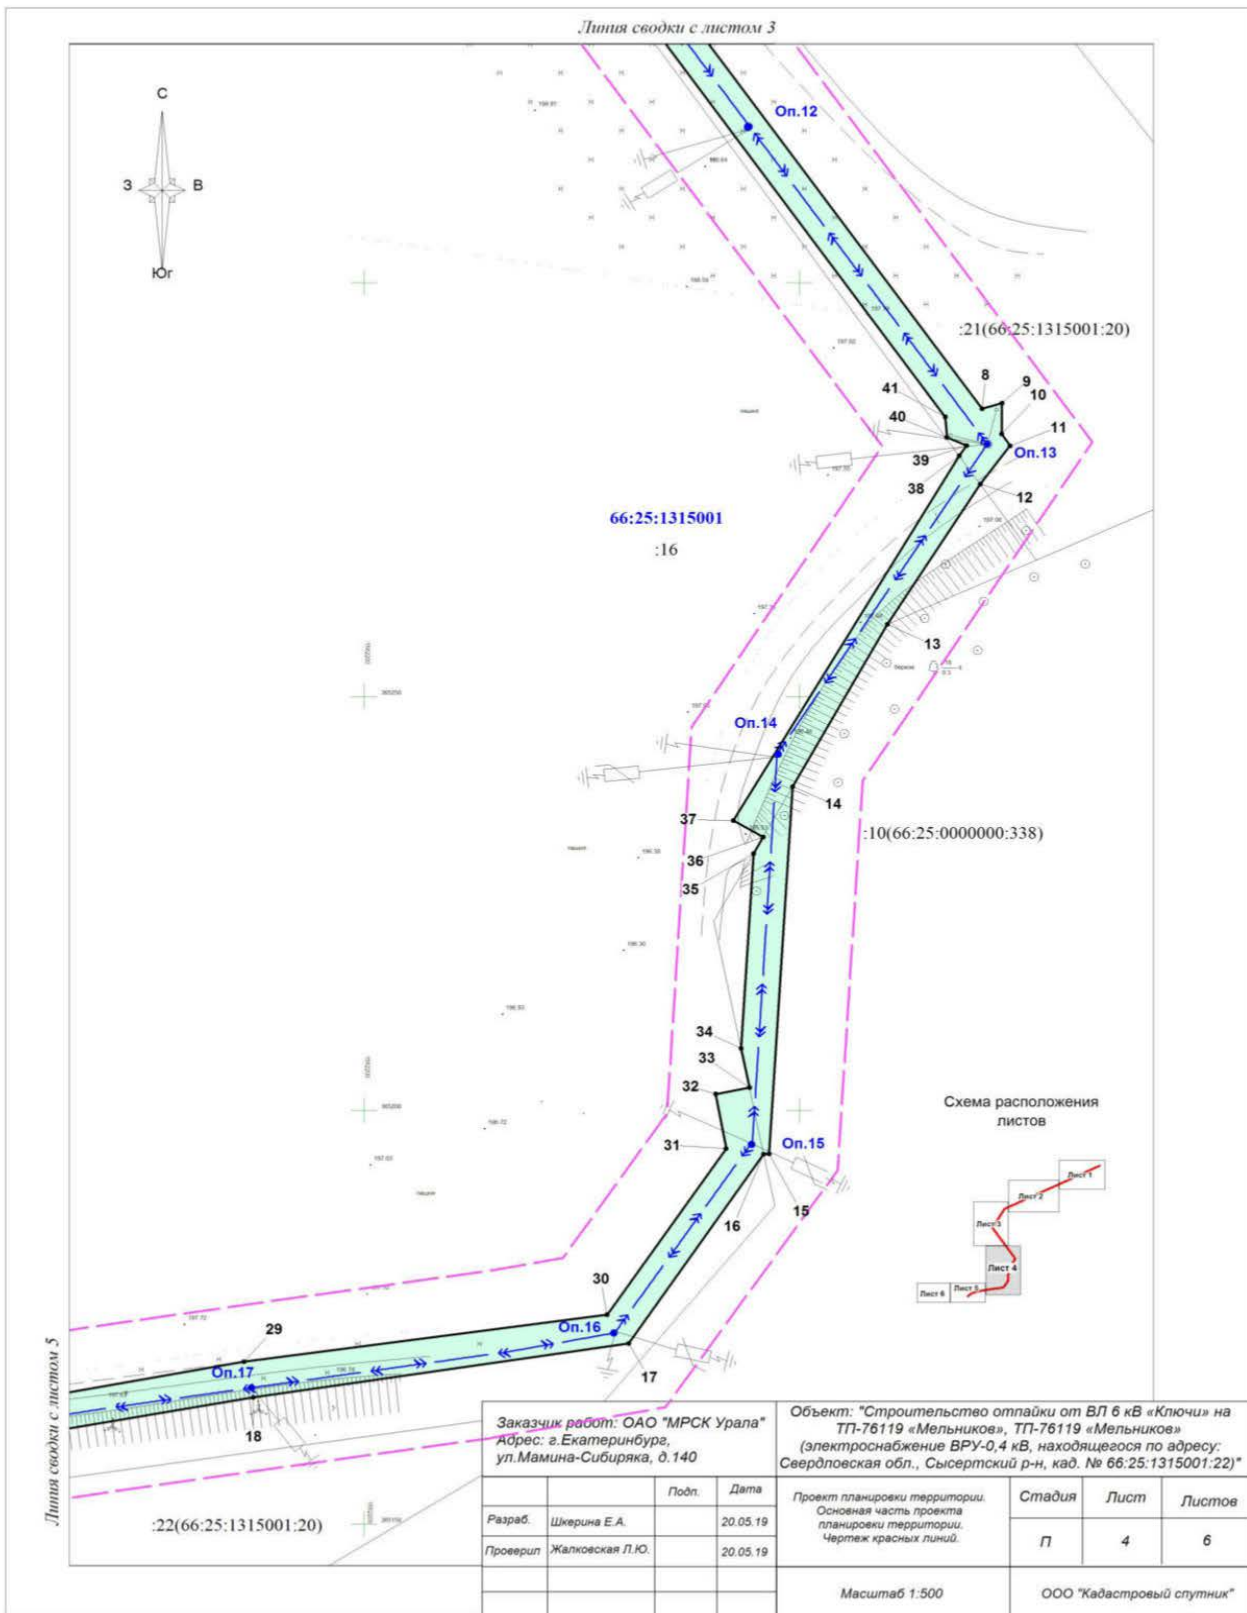 Линия сводки с листом 3
С
З
В
Юг
Оп.12
:21(66:25:1315001:20)
8
9
41
10
40
11
Оп.13
39
38
12
66:25:1315001
:16
13
Оп.14
14
37
:10(66:25:0000000:338)
36
35
34
33
32
Схема расположения
листов
31
Оп.15
15
16
Лист 1
Лист 2
Лист 3
Лист 4
Лист 5
Лист 6
30
Оп.16
29
17
Оп.17
18
Линия сводки с листом 5
:22(66:25:1315001:20)
Заказчик работ: ОАО "МРСК Урала"
Адрес: г.Екатеринбург,
ул.Мамина-Сибиряка, д.140
Объект: "Строительство отпайки от ВЛ 6 кВ «Ключи» на
ТП-76119 «Мельников», ТП-76119 «Мельников»
(электроснабжение ВРУ-0,4 кВ, находящегося по адресу:
Свердловская обл., Сысертский р-н, кад. № 66:25:1315001:22)"
Подп. Дата
Разраб. Шкерина Е.А. 20.05.19
Проверил Жалковская Л.Ю. 20.05.19
Проект планировки территории.
Основная часть проекта
планировки территории.
Чертеж красных линий.
Стадия Лист Листов
П 4 6
Масштаб 1:500
ООО "Кадастровый спутник"